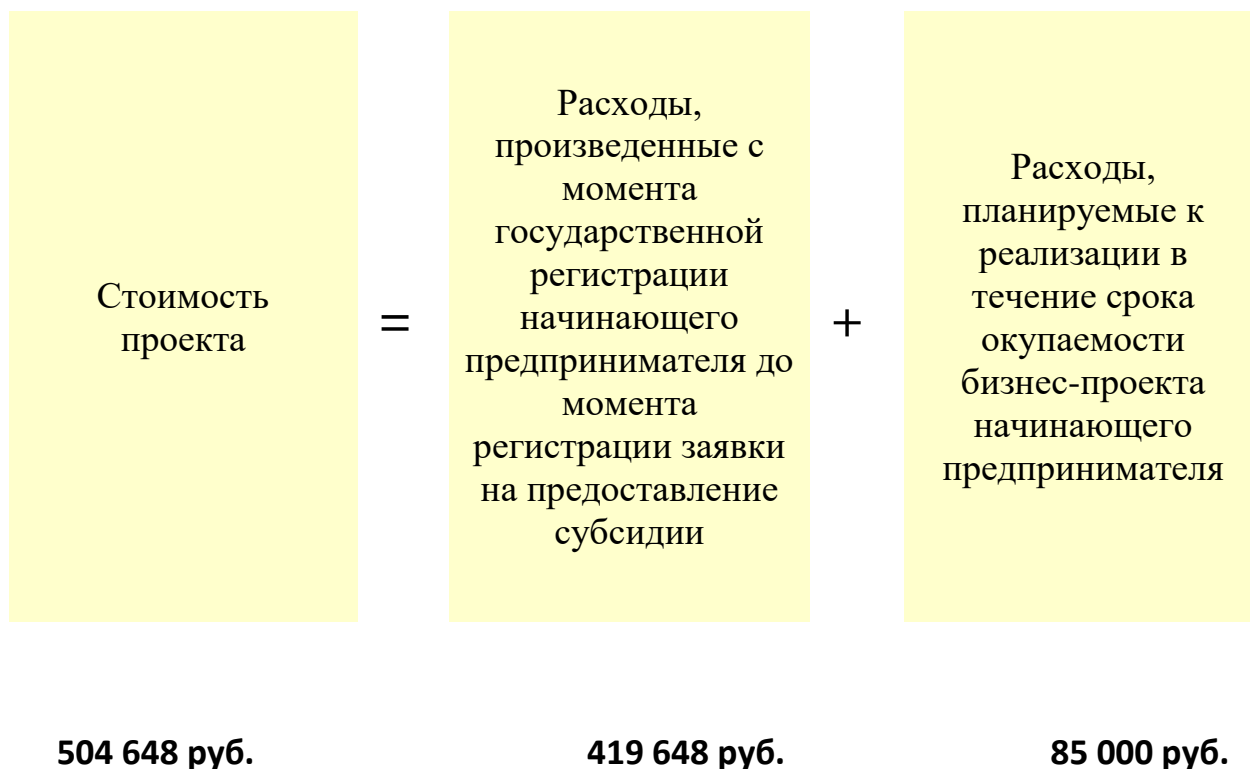 Стоимость
проекта
=
Расходы,
произведенные с
момента
государственной
регистрации
начинающего
предпринимателя до
момента
регистрации заявки
на предоставление
субсидии
+
Расходы,
планируемые к
реализации в
течение срока
окупаемости
бизнес-проекта
начинающего
предпринимателя
504 648 руб.
419 648 руб.
85 000 руб.